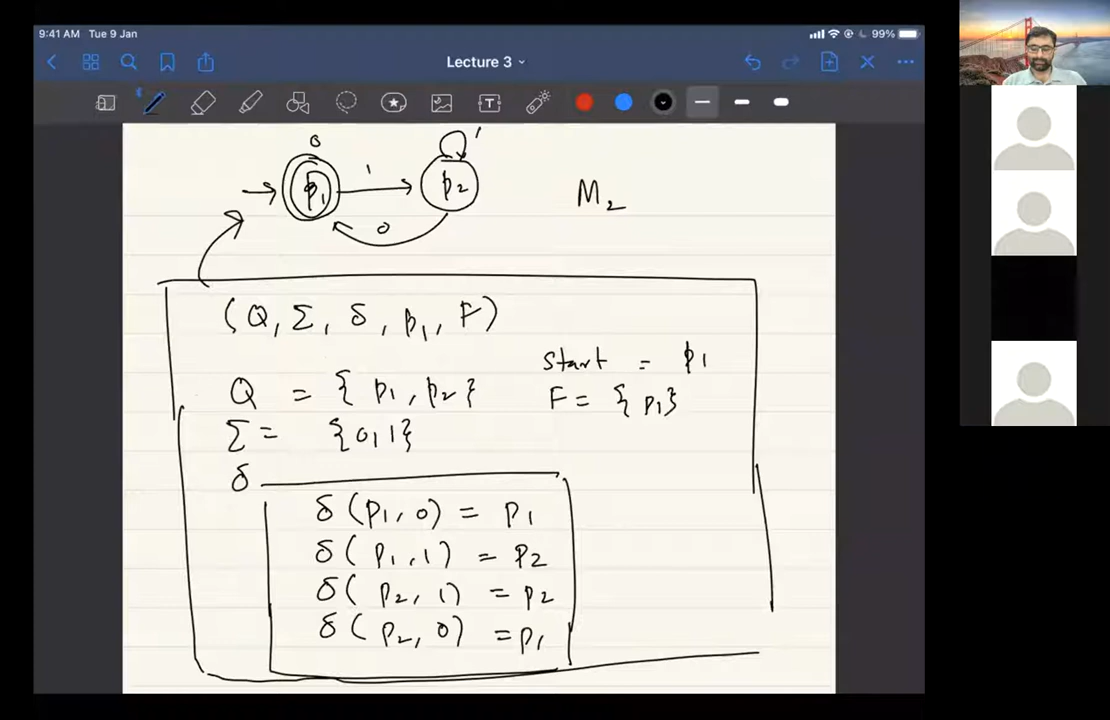 9:41 AM Tue 9 Jan
99%
Lecture 3
0
1
1
p₁
p₂
0
M₂
(Q, Σ, δ, p₁, F)
start = p₁
Q = {p₁, p₂}
F = {p₁}
Σ = {0,1}
δ
δ(p₁, 0) = p₁
δ(p₁, 1) = p₂
δ(p₂, 1) = p₂
δ(p₂, 0) = p₁